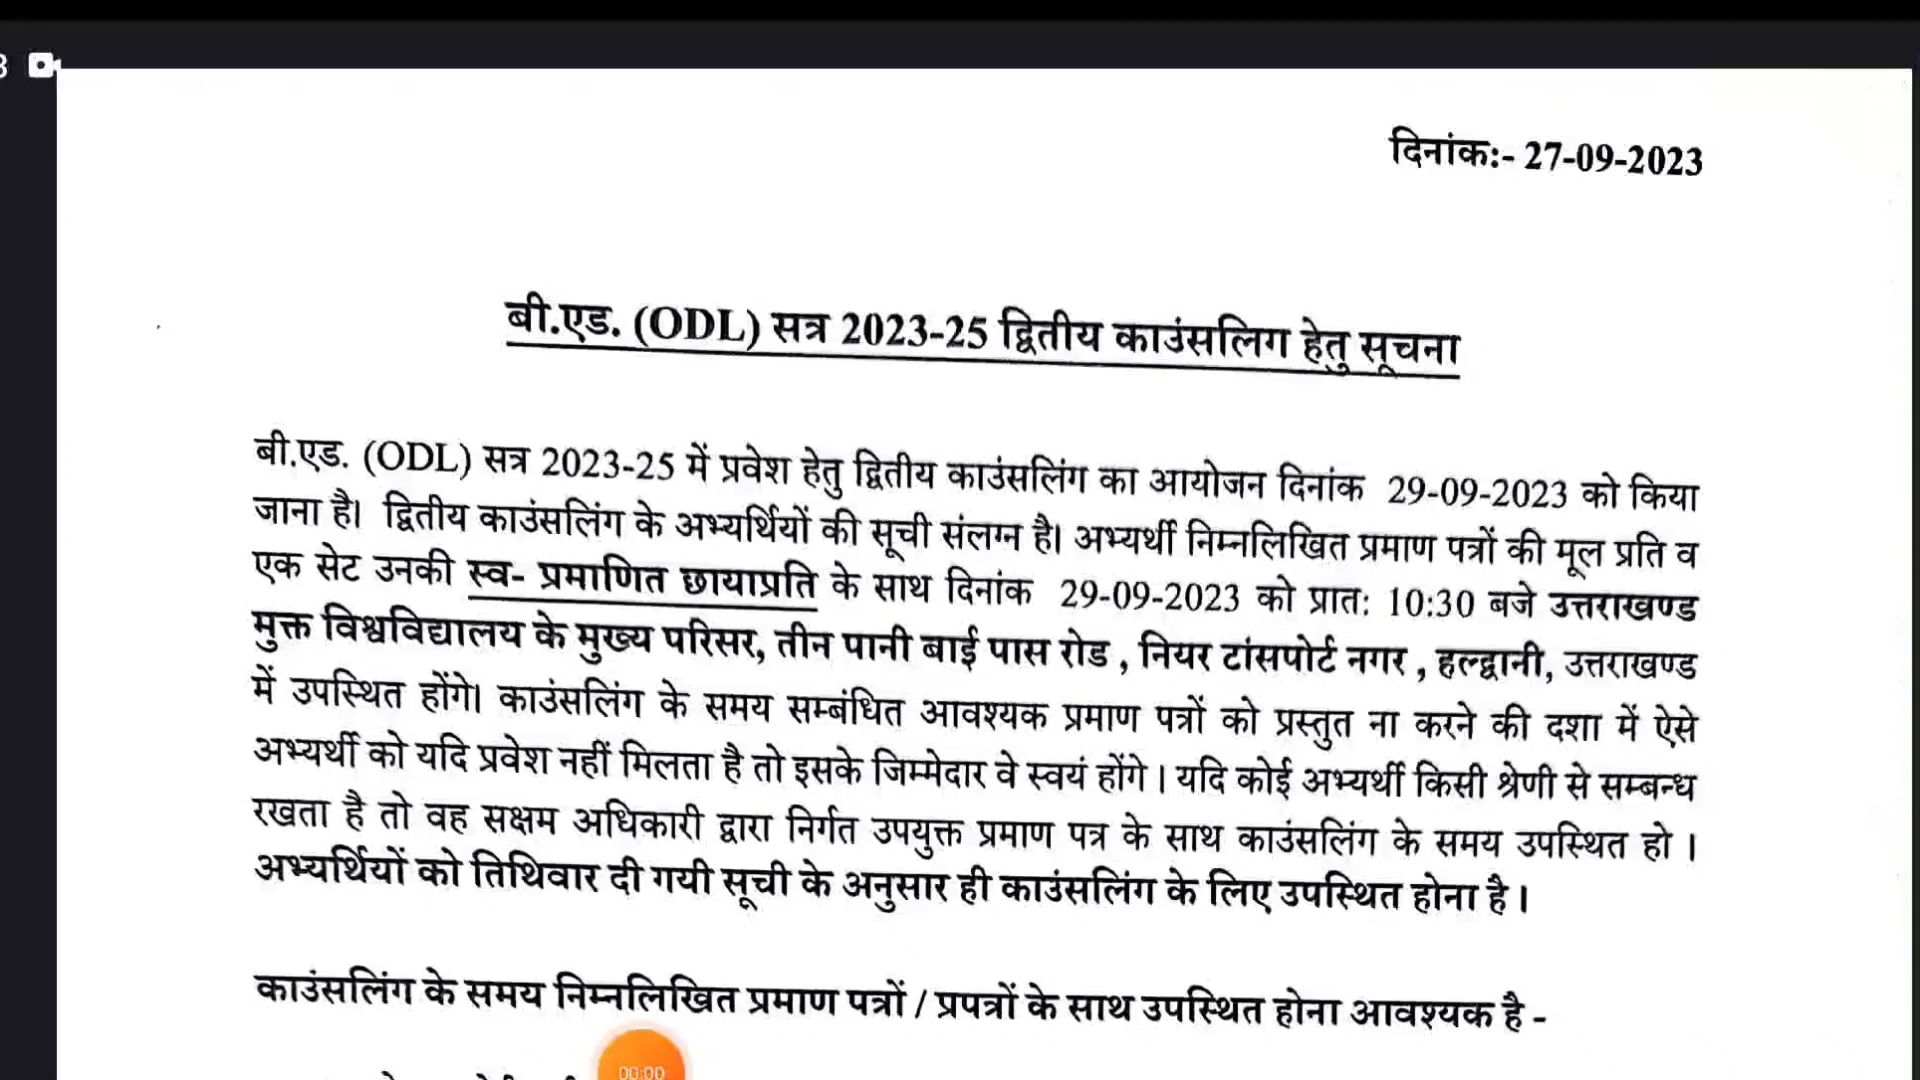 3
दिनांक:- 27-09-2023
बी.एड. (ODL) सत्र 2023-25 द्वितीय काउंसलिग हेतु सूचना
बी.एड. (ODL) सत्र 2023-25 में प्रवेश हेतु द्वितीय काउंसलिंग का आयोजन दिनांक 29-09-2023 को किया
जाना है। द्वितीय काउंसलिंग के अभ्यर्थियों की सूची संलग्न है। अभ्यर्थी निम्नलिखित प्रमाण पत्रों की मूल प्रति व
एक सेट उनकी स्व- प्रमाणित छायाप्रति के साथ दिनांक 29-09-2023 को प्रात: 10:30 बजे उत्तराखण्ड
मुक्त विश्वविद्यालय के मुख्य परिसर, तीन पानी बाई पास रोड , नियर टांसपोर्ट नगर , हल्द्वानी, उत्तराखण्ड
में उपस्थित होंगे। काउंसलिंग के समय सम्बंधित आवश्यक प्रमाण पत्रों को प्रस्तुत ना करने की दशा में ऐसे
अभ्यर्थी को यदि प्रवेश नहीं मिलता है तो इसके जिम्मेदार वे स्वयं होंगे । यदि कोई अभ्यर्थी किसी श्रेणी से सम्बन्ध
रखता है तो वह सक्षम अधिकारी द्वारा निर्गत उपयुक्त प्रमाण पत्र के साथ काउंसलिंग के समय उपस्थित हो ।
अभ्यर्थियों को तिथिवार दी गयी सूची के अनुसार ही काउंसलिंग के लिए उपस्थित होना है ।
काउंसलिंग के समय निम्नलिखित प्रमाण पत्रों / प्रपत्रों के साथ उपस्थित होना आवश्यक है -
00:00